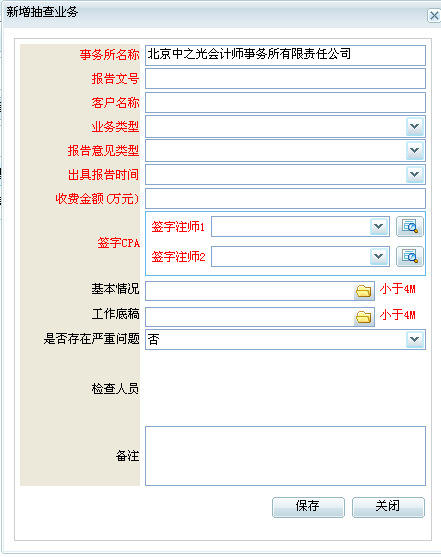 新增抽查业务
事务所名称 北京中之光会计师事务所有限责任公司
报告文号
客户名称
业务类型
报告意见类型
出具报告时间
收费金额(万元)
签字CPA
签字注师1
签字注师2
基本情况 小于4M
工作底稿 小于4M
是否存在严重问题 否
检查人员
备注
保存 关闭